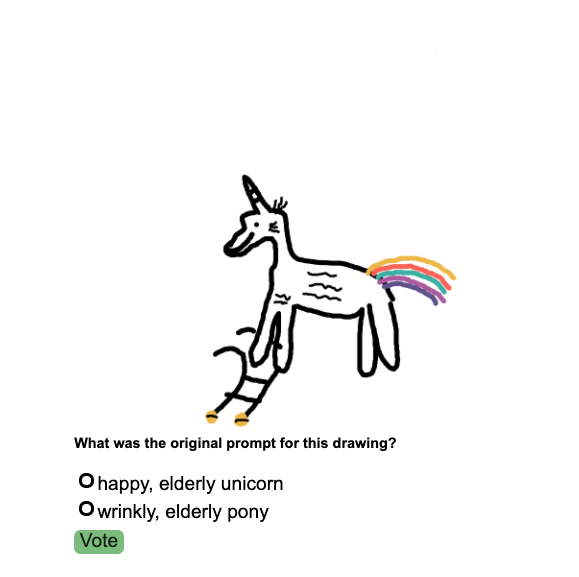 What was the original prompt for this drawing?
happy, elderly unicorn
wrinkly, elderly pony
Vote